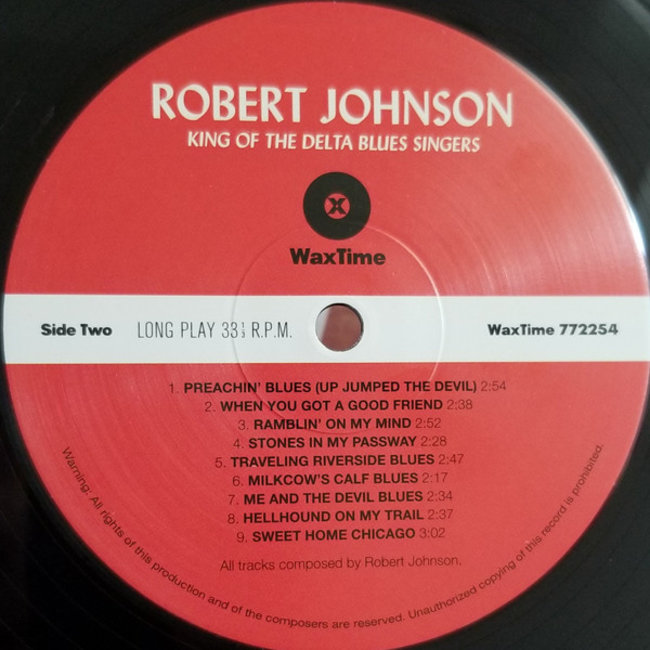 ROBERT JOHNSON
KING OF THE DELTA BLUES SINGERS
X
WaxTime
Side Two LONG PLAY 33⅓ R.P.M. WaxTime 772254
1. PREACHIN' BLUES (UP JUMPED THE DEVIL) 2:54
2. WHEN YOU GOT A GOOD FRIEND 2:38
3. RAMBLIN' ON MY MIND 2:52
4. STONES IN MY PASSWAY 2:28
5. TRAVELING RIVERSIDE BLUES 2:47
6. MILKCOW'S CALF BLUES 2:17
7. ME AND THE DEVIL BLUES 2:34
8. HELLHOUND ON MY TRAIL 2:37
9. SWEET HOME CHICAGO 3:02
All tracks composed by Robert Johnson.
Warning. All rights of this production and of the composers are reserved. Unauthorized copying of this record is prohibited.